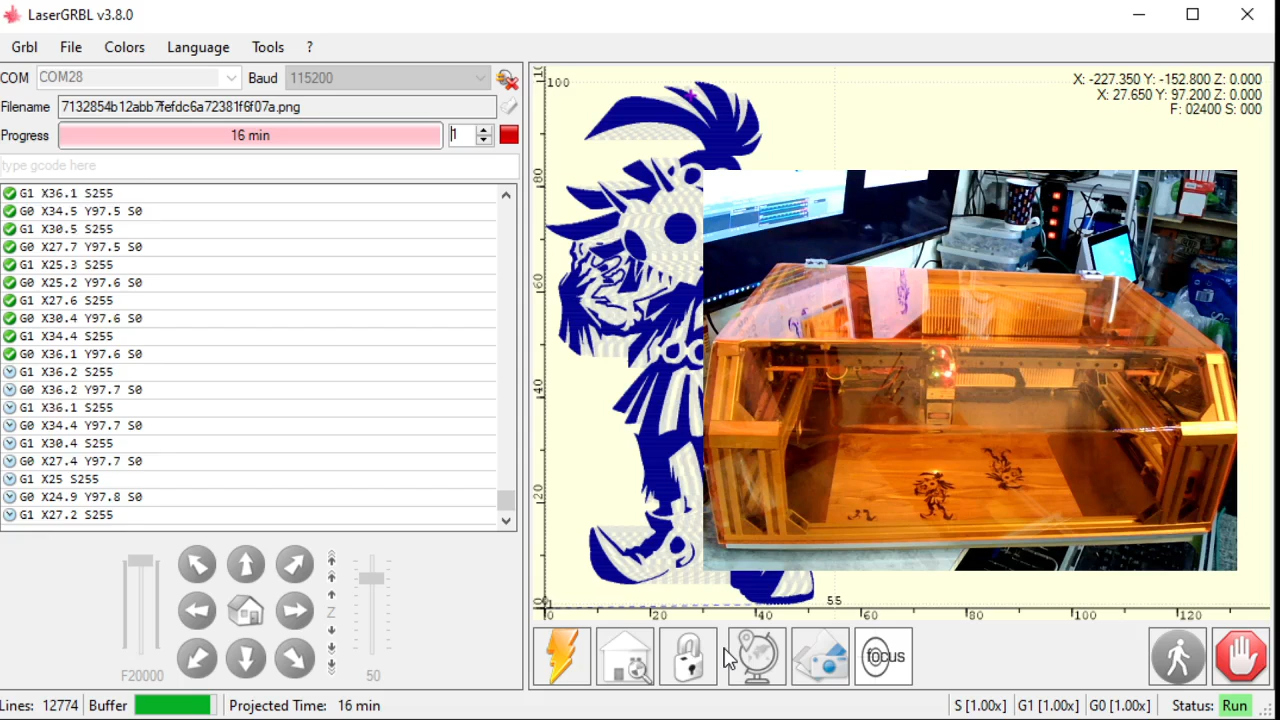 LaserGRBL v3.8.0
Grbl File Colors Language Tools ?
COM COM28 Baud 115200
Filename 7132854b12abb7fefdc6a72381f6f07a.png
Progress 16 min 1
type gcode here
G1 X36.1 S255
G0 X34.5 Y97.5 S0
G1 X30.5 S255
G0 X27.7 Y97.5 S0
G1 X25.3 S255
G0 X25.2 Y97.6 S0
G1 X27.6 S255
G0 X30.4 Y97.6 S0
G1 X34.4 S255
G0 X36.1 Y97.6 S0
G1 X36.2 S255
G0 X36.2 Y97.7 S0
G1 X36.1 S255
G0 X34.4 Y97.7 S0
G1 X30.4 S255
G0 X27.4 Y97.7 S0
G1 X25 S255
G0 X24.9 Y97.8 S0
G1 X27.2 S255
F20000
Z
50
X: -227.350 Y: -152.800 Z: 0.000
X: 27.650 Y: 97.200 Z: 0.000
F: 02400 S: 000
100
80
60
40
20
55
0 20 40 60 80 100 120
focus
Lines: 12774 Buffer Projected Time: 16 min S [1.00x] G1 [1.00x] G0 [1.00x] Status: Run